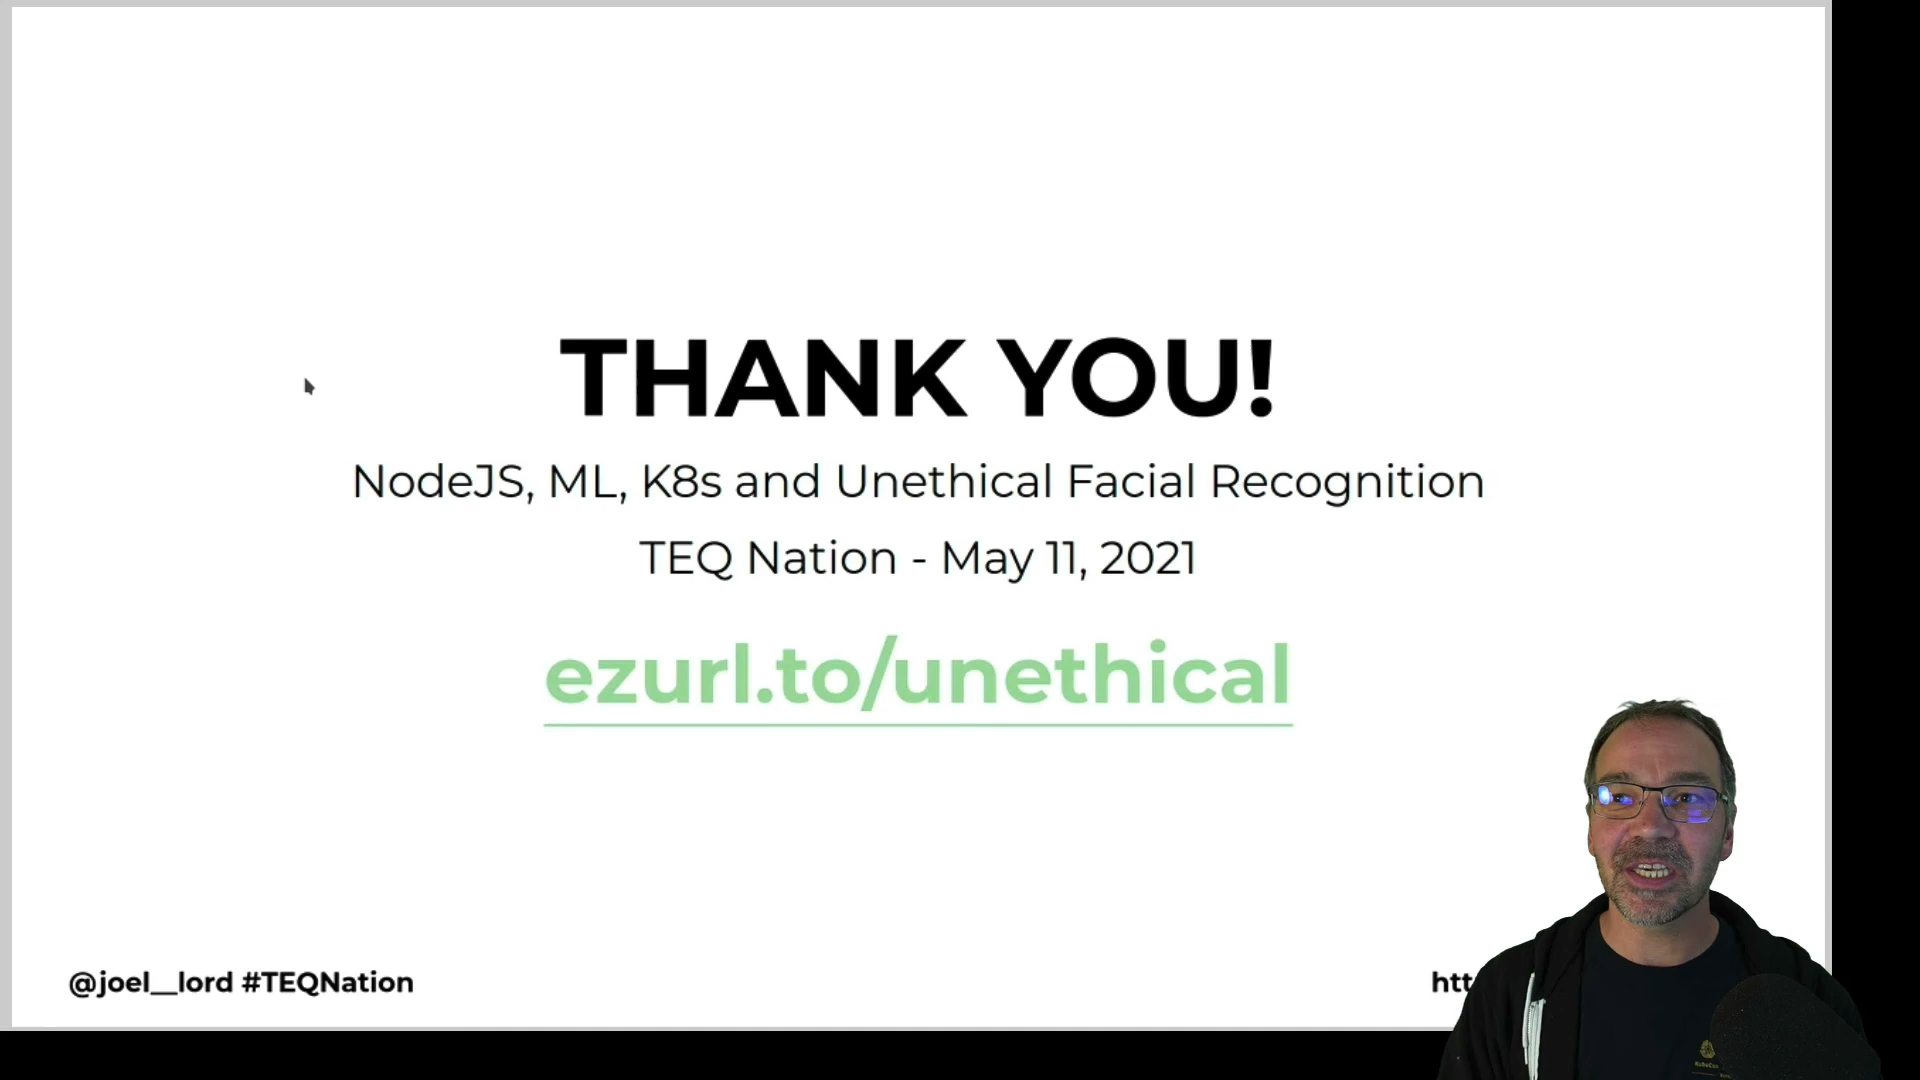 THANK YOU!
NodeJS, ML, K8s and Unethical Facial Recognition
TEQ Nation - May 11, 2021
ezurl.to/unethical
@joel__lord #TEQNation